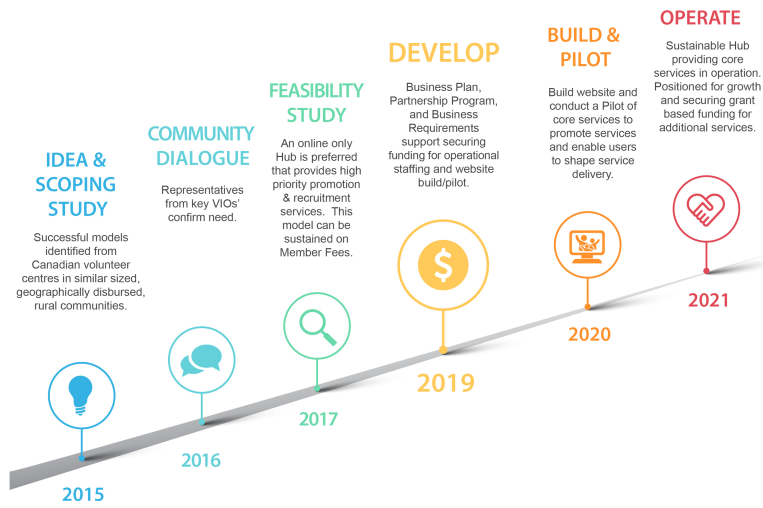 IDEA &
SCOPING
STUDY
Successful models
identified from
Canadian volunteer
centres in similar sized,
geographically disbursed,
rural communities.
2015
COMMUNITY
DIALOGUE
Representatives
from key VIOs'
confirm need.
2016
FEASIBILITY
STUDY
An online only
Hub is preferred
that provides high
priority promotion
& recruitment
services. This
model can be
sustained on
Member Fees.
2017
DEVELOP
Business Plan,
Partnership Program,
and Business
Requirements
support securing
funding for operational
staffing and website
build/pilot.
$
2019
BUILD &
PILOT
Build website and
conduct a Pilot of
core services to
promote services
and enable users
to shape service
delivery.
2020
OPERATE
Sustainable Hub
providing core
services in operation.
Positioned for growth
and securing grant
based funding for
additional services.
2021